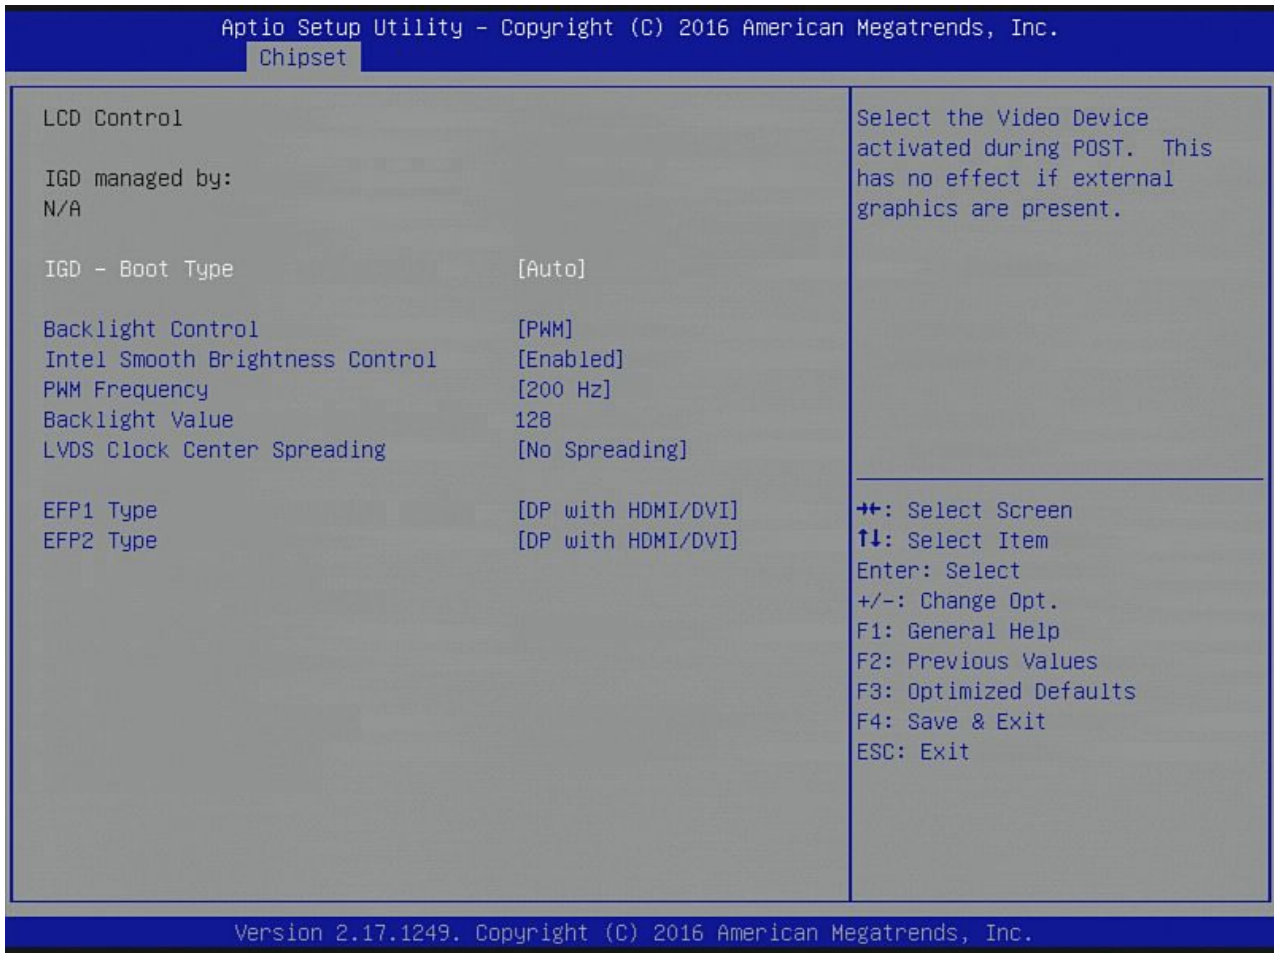 Aptio Setup Utility – Copyright (C) 2016 American Megatrends, Inc.
Chipset
LCD Control
IGD managed by:
N/A
IGD – Boot Type [Auto]
Backlight Control [PWM]
Intel Smooth Brightness Control [Enabled]
PWM Frequency [200 Hz]
Backlight Value 128
LVDS Clock Center Spreading [No Spreading]
EFP1 Type [DP with HDMI/DVI]
EFP2 Type [DP with HDMI/DVI]
Select the Video Device
activated during POST. This
has no effect if external
graphics are present.
→←: Select Screen
↑↓: Select Item
Enter: Select
+/-: Change Opt.
F1: General Help
F2: Previous Values
F3: Optimized Defaults
F4: Save & Exit
ESC: Exit
Version 2.17.1249. Copyright (C) 2016 American Megatrends, Inc.